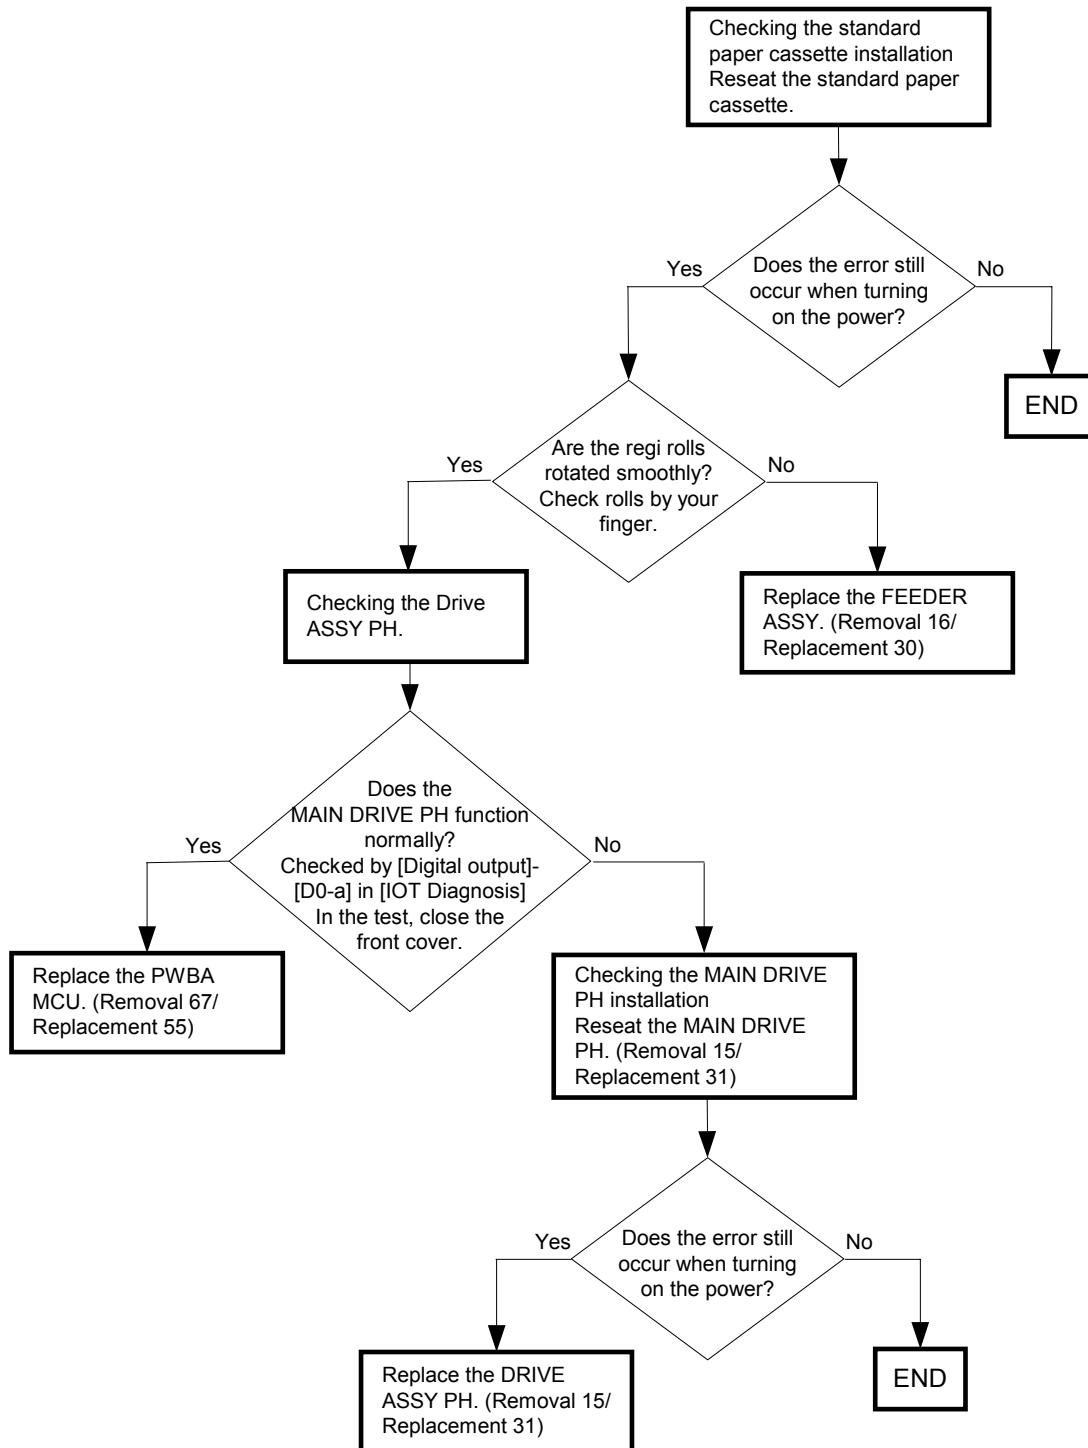 Checking the standard
paper cassette installation
Reseat the standard paper
cassette.
Does the error still
occur when turning
on the power?
Yes
No
END
Are the regi rolls
rotated smoothly?
Check rolls by your
finger.
Yes
No
Checking the Drive
ASSY PH.
Replace the FEEDER
ASSY. (Removal 16/
Replacement 30)
Does the
MAIN DRIVE PH function
normally?
Checked by [Digital output]-
[D0-a] in [IOT Diagnosis]
In the test, close the
front cover.
Yes
No
Replace the PWBA
MCU. (Removal 67/
Replacement 55)
Checking the MAIN DRIVE
PH installation
Reseat the MAIN DRIVE
PH. (Removal 15/
Replacement 31)
Does the error still
occur when turning
on the power?
Yes
No
Replace the DRIVE
ASSY PH. (Removal 15/
Replacement 31)
END